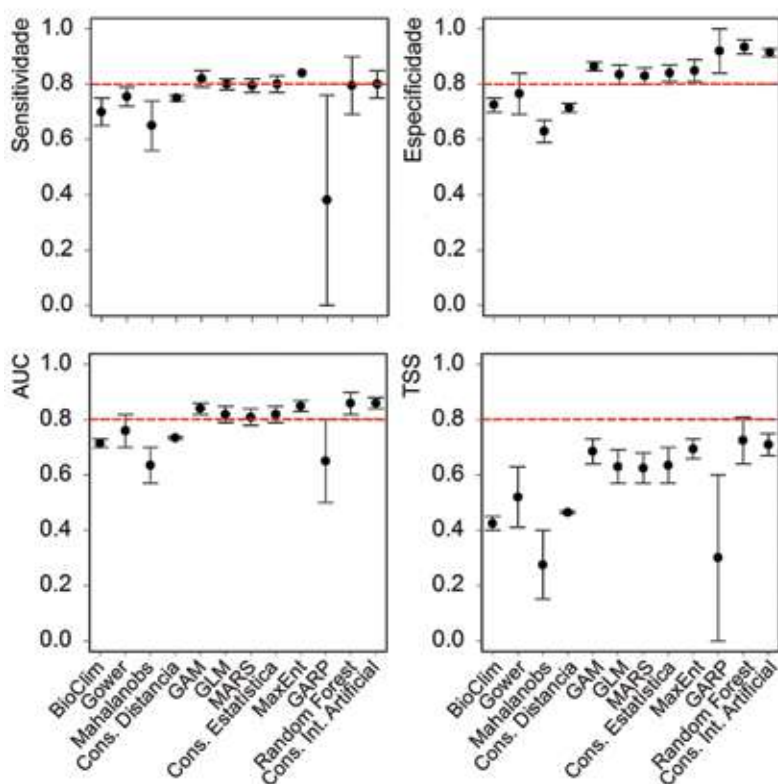 Sensitividade
1.0
0.8
0.6
0.4
0.2
0.0
Especificidade
1.0
0.8
0.6
0.4
0.2
0.0
AUC
1.0
0.8
0.6
0.4
0.2
0.0
BioClim
Gower
Mahalanobs
Cons. Distancia
GAM
GLM
MARS
Cons. Estatística
MaxEnt
GARP
Random Forest
Cons. Int. Artificial
TSS
1.0
0.8
0.6
0.4
0.2
0.0
BioClim
Gower
Mahalanobs
Cons. Distancia
GAM
GLM
MARS
Cons. Estatística
MaxEnt
GARP
Random Forest
Cons. Int. Artificial